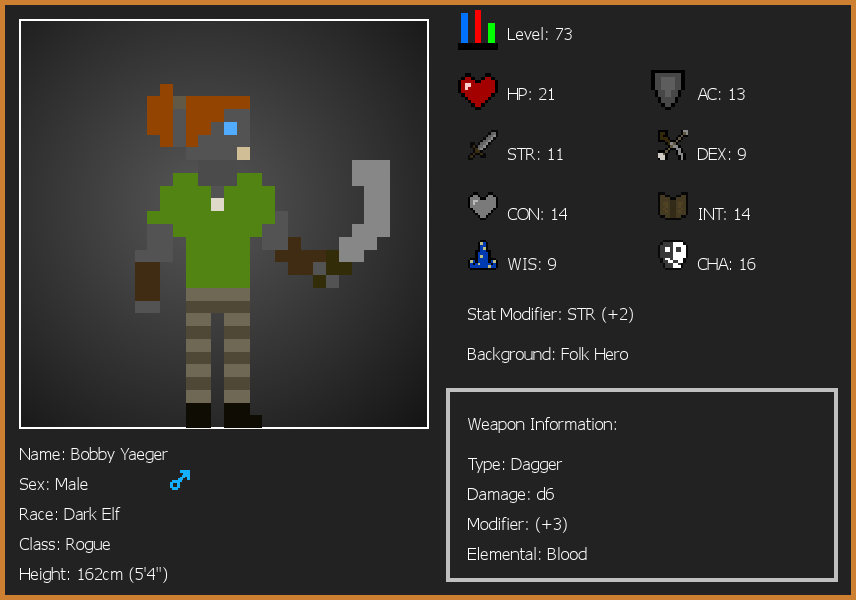 Level: 73
HP: 21
AC: 13
STR: 11
DEX: 9
CON: 14
INT: 14
WIS: 9
CHA: 16
Stat Modifier: STR (+2)
Background: Folk Hero
Weapon Information:
Type: Dagger
Damage: d6
Modifier: (+3)
Elemental: Blood
Name: Bobby Yaeger
Sex: Male
Race: Dark Elf
Class: Rogue
Height: 162cm (5'4")